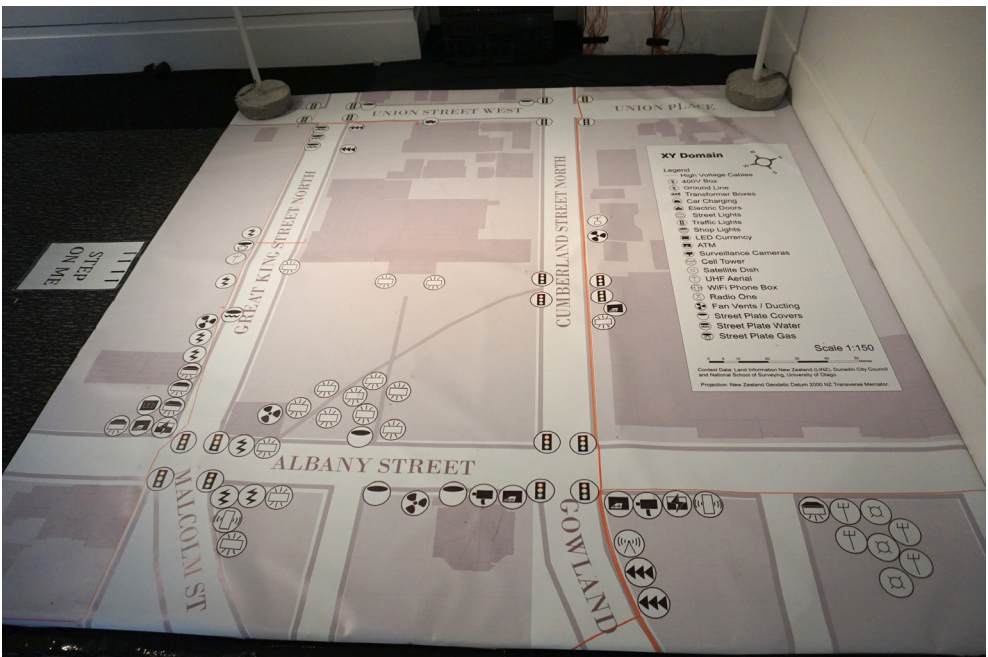 UNION STREET WEST
UNION PLACE
GREAT KING STREET NORTH
CUMBERLAND STREET NORTH
ALBANY STREET
MALCOLM ST
GOWLAND
STEP
ON ME
XY Domain
Legend
High Voltage Cables
400V Box
Ground Line
Transformer Boxes
Car Charging
Electric Doors
Street Lights
Traffic Lights
Shop Lights
LED Currency
ATM
Surveillance Cameras
Cell Tower
Satellite Dish
UHF Aerial
WiFi Phone Box
Radio One
Fan Vents / Ducting
Street Plate Covers
Street Plate Water
Street Plate Gas
Scale 1:150
Context Data: Land Information New Zealand (LINZ), Dunedin City Council
and National School of Surveying, University of Otago.
Projection: New Zealand Geodetic Datum 2000 NZ Transverse Mercator.